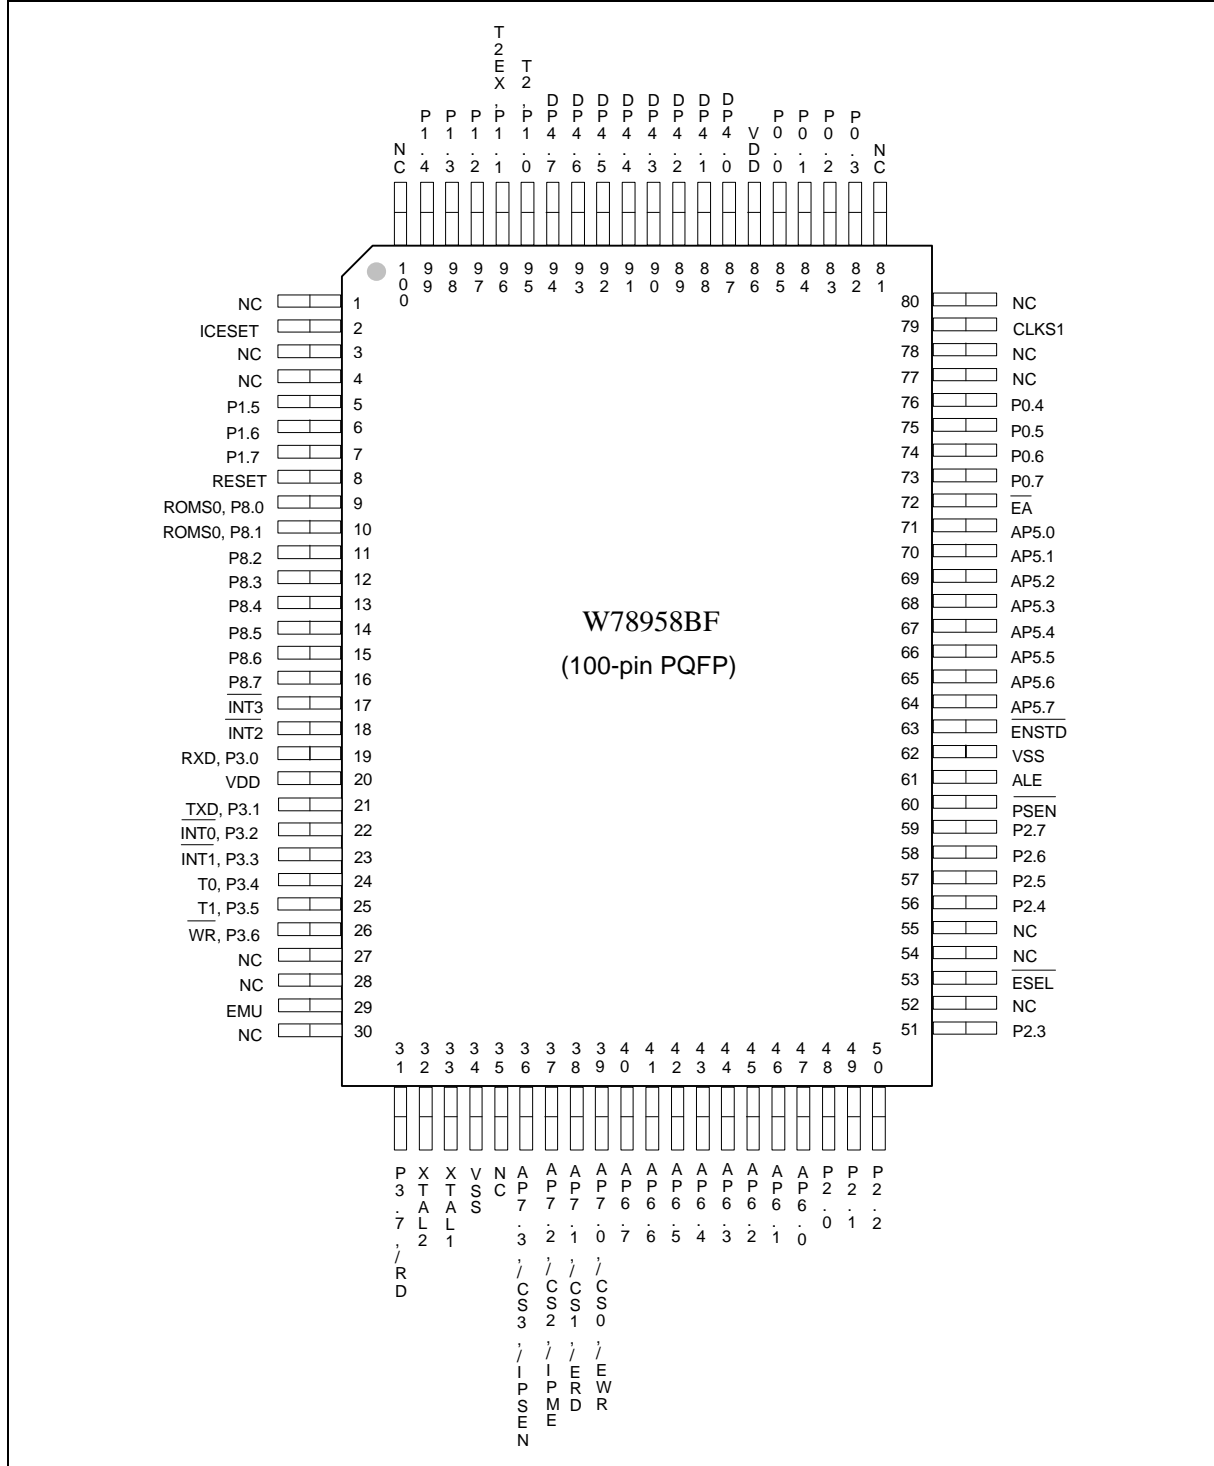 NC
P1.4
P1.3
P1.2
T2EX, P1.1
T2, P1.0
DP4.7
DP4.6
DP4.5
DP4.4
DP4.3
DP4.2
DP4.1
DP4.0
VDD
P0.0
P0.1
P0.2
P0.3
NC
100 99 98 97 96 95 94 93 92 91 90 89 88 87 86 85 84 83 82 81
NC 1 80 NC
ICESET 2 79 CLKS1
NC 3 78 NC
NC 4 77 NC
P1.5 5 76 P0.4
P1.6 6 75 P0.5
P1.7 7 74 P0.6
RESET 8 73 P0.7
ROMS0, P8.0 9 72 EA
ROMS0, P8.1 10 71 AP5.0
P8.2 11 70 AP5.1
P8.3 12 69 AP5.2
P8.4 13 68 AP5.3
P8.5 14 67 AP5.4
P8.6 15 66 AP5.5
P8.7 16 65 AP5.6
INT3 17 64 AP5.7
INT2 18 63 ENSTD
RXD, P3.0 19 62 VSS
VDD 20 61 ALE
TXD, P3.1 21 60 PSEN
INT0, P3.2 22 59 P2.7
INT1, P3.3 23 58 P2.6
T0, P3.4 24 57 P2.5
T1, P3.5 25 56 P2.4
WR, P3.6 26 55 NC
NC 27 54 NC
NC 28 53 ESEL
EMU 29 52 NC
NC 30 51 P2.3
W78958BF
(100-pin PQFP)
31 32 33 34 35 36 37 38 39 40 41 42 43 44 45 46 47 48 49 50
P3.7,/RD
XTAL2
XTAL1
VSS
NC
AP7.3,/CS3,/IPSEN
AP7.2,/CS2,/IPME
AP7.1,/CS1,/ERD
AP7.0,/CS0,/EWR
AP6.7
AP6.6
AP6.5
AP6.4
AP6.3
AP6.2
AP6.1
AP6.0
P2.0
P2.1
P2.2